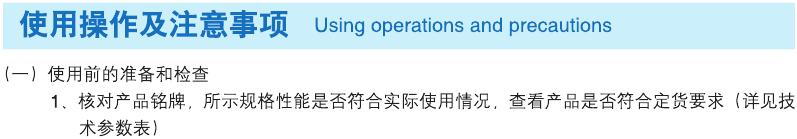 使用操作及注意事项 Using operations and precautions
(一) 使用前的准备和检查
1、核对产品铭牌，所示规格性能是否符合实际使用情况，查看产品是否符合定货要求（详见技
术参数表）